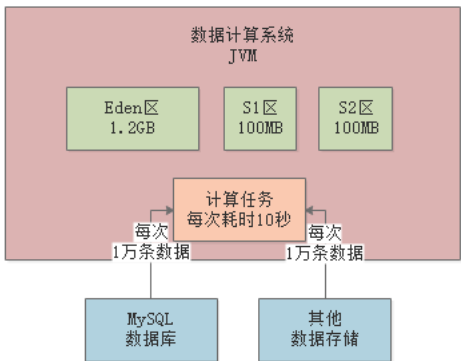 数据计算系统
JVM
Eden区
1.2GB
S1区
100MB
S2区
100MB
计算任务
每次耗时10秒
每次
1万条数据
每次
1万条数据
MySQL
数据库
其他
数据存储